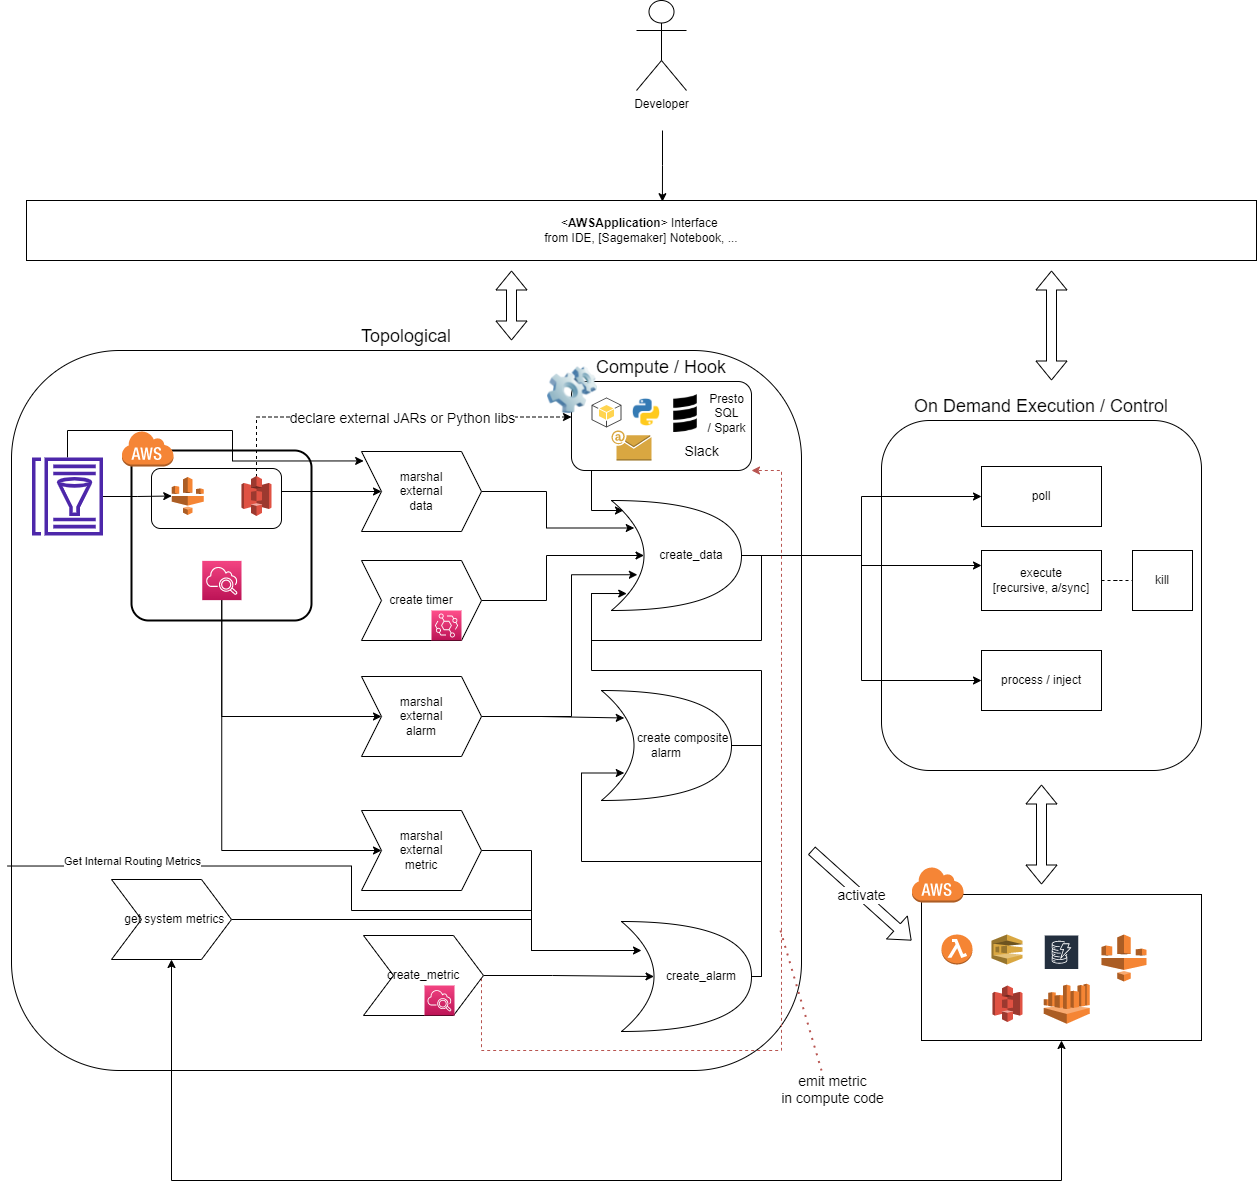 Developer
<AWSApplication> Interface
from IDE, [Sagemaker] Notebook, ...
Topological
Compute / Hook
Presto
SQL
/ Spark
Slack
@
declare external JARs or Python libs
AWS
marshal
external
data
create_data
create timer
marshal
external
alarm
create composite
alarm
marshal
external
metric
Get Internal Routing Metrics
get system metrics
create_metric
create_alarm
On Demand Execution / Control
poll
execute
[recursive, a/sync]
kill
process / inject
activate
AWS
emit metric
in compute code